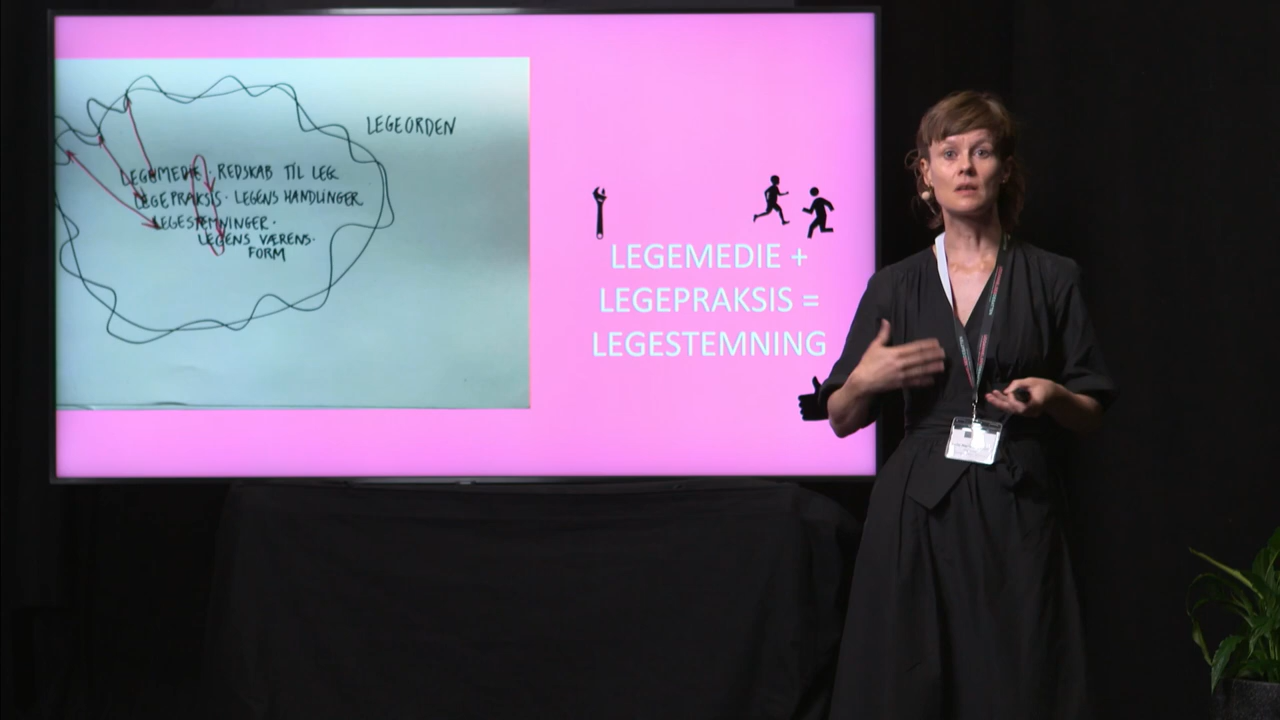 LEGEORDEN
LEGEMEDIE · REDSKAB TIL LEG
LEGEPRAKSIS · LEGENS HANDLINGER
LEGESTEMNINGER ·
LEGENS VÆRENS·
FORM
LEGEMEDIE +
LEGEPRAKSIS =
LEGESTEMNING